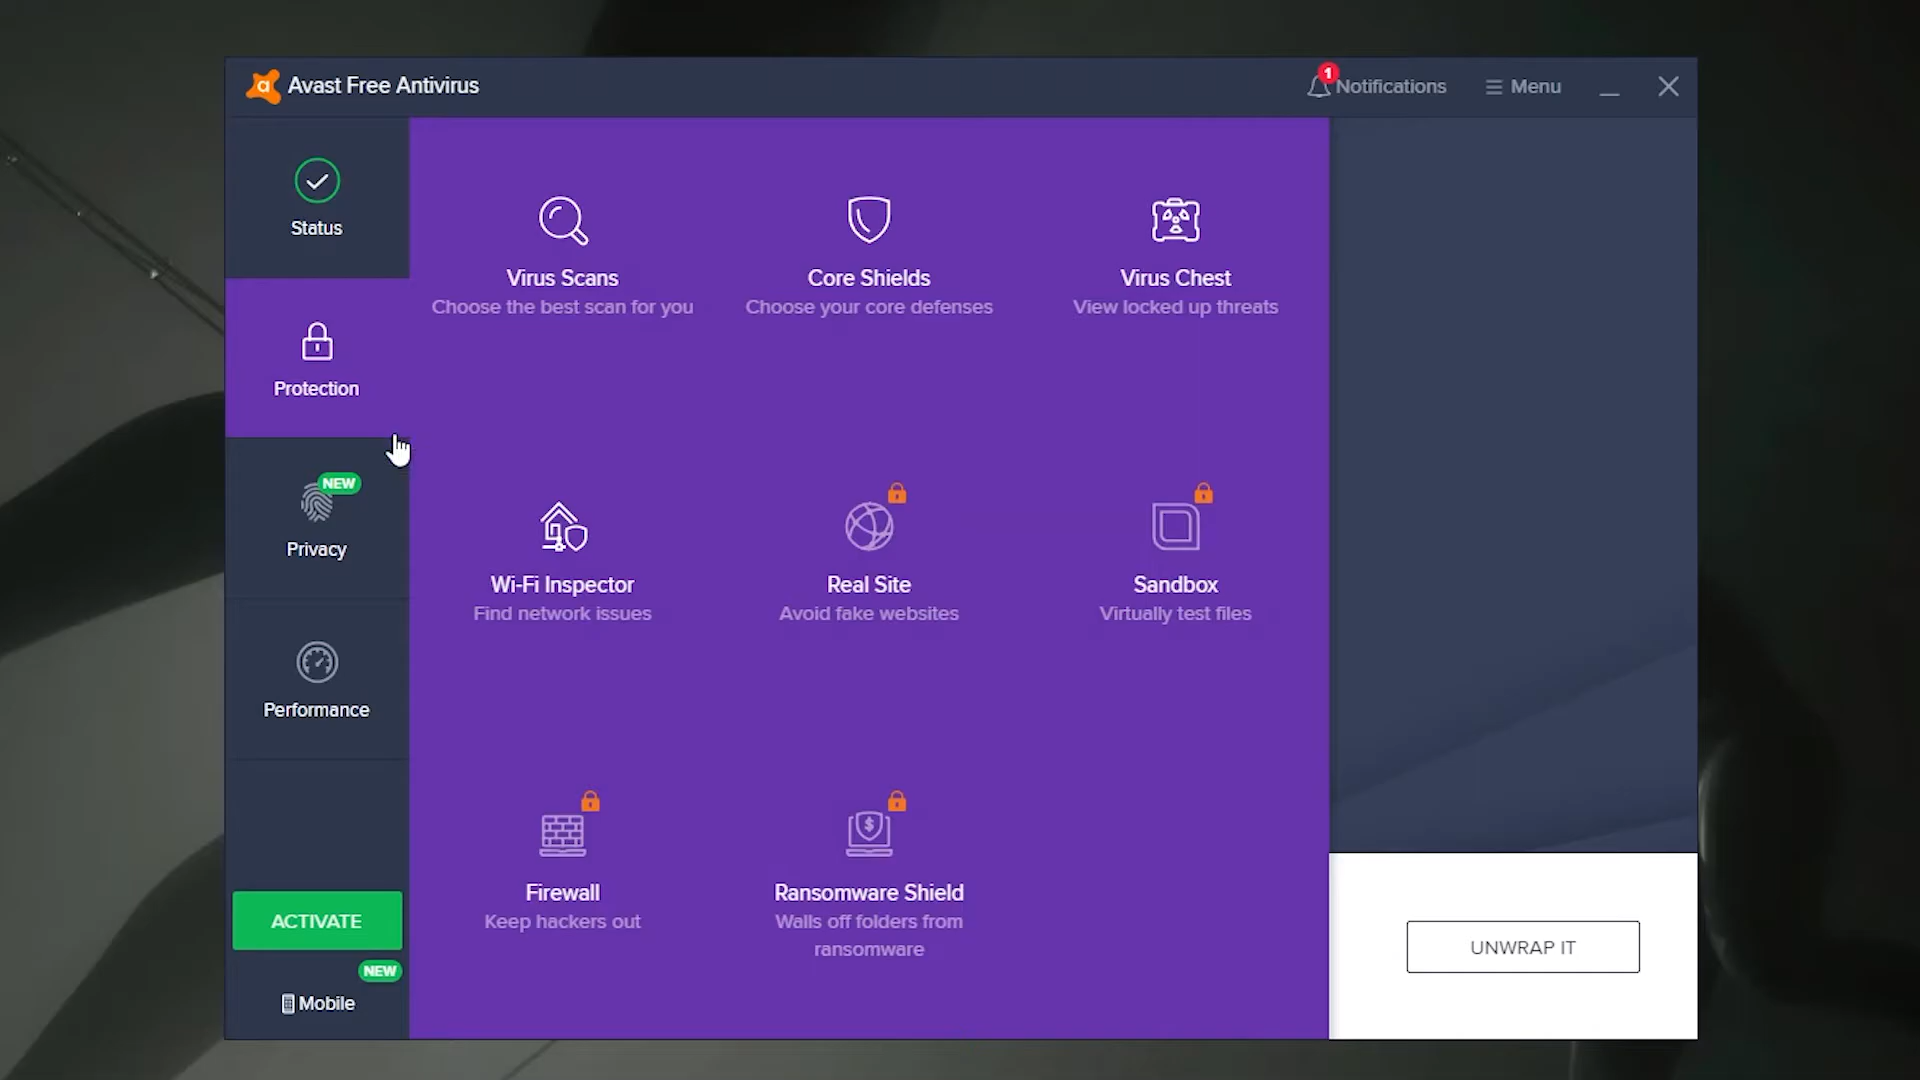 Avast Free Antivirus
1
Notifications
Menu
Status
Protection
NEW
Privacy
Performance
ACTIVATE
NEW
Mobile
Virus Scans
Choose the best scan for you
Core Shields
Choose your core defenses
Virus Chest
View locked up threats
Wi-Fi Inspector
Find network issues
Real Site
Avoid fake websites
Sandbox
Virtually test files
Firewall
Keep hackers out
Ransomware Shield
Walls off folders from
ransomware
UNWRAP IT